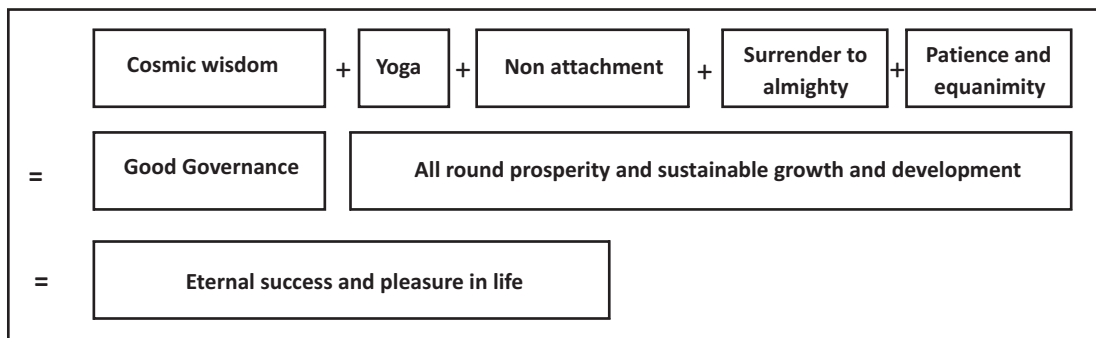 Cosmic wisdom + Yoga + Non attachment + Surrender to almighty + Patience and equanimity
= Good Governance All round prosperity and sustainable growth and development
= Eternal success and pleasure in life